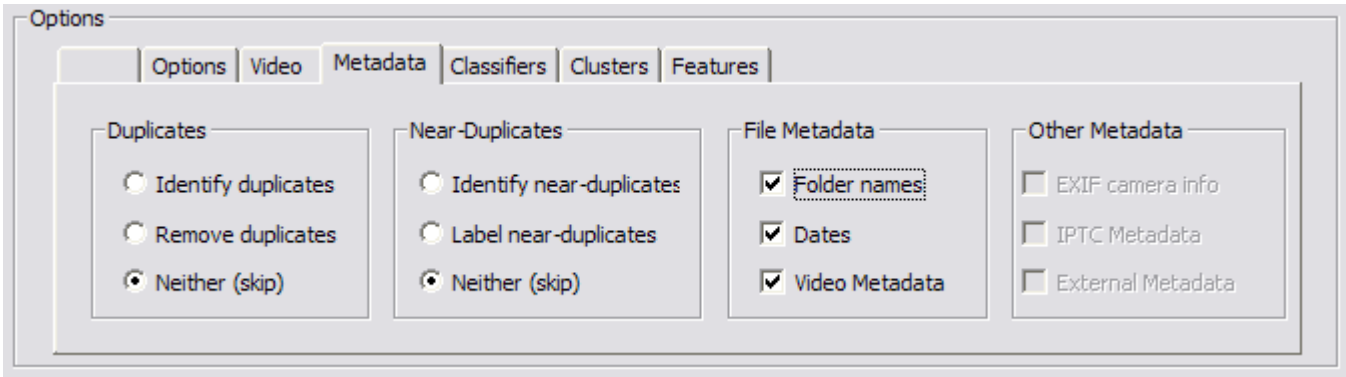 Options
Options Video Metadata Classifiers Clusters Features
Duplicates
Identify duplicates
Remove duplicates
Neither (skip)
Near-Duplicates
Identify near-duplicates
Label near-duplicates
Neither (skip)
File Metadata
Folder names
Dates
Video Metadata
Other Metadata
EXIF camera info
IPTC Metadata
External Metadata